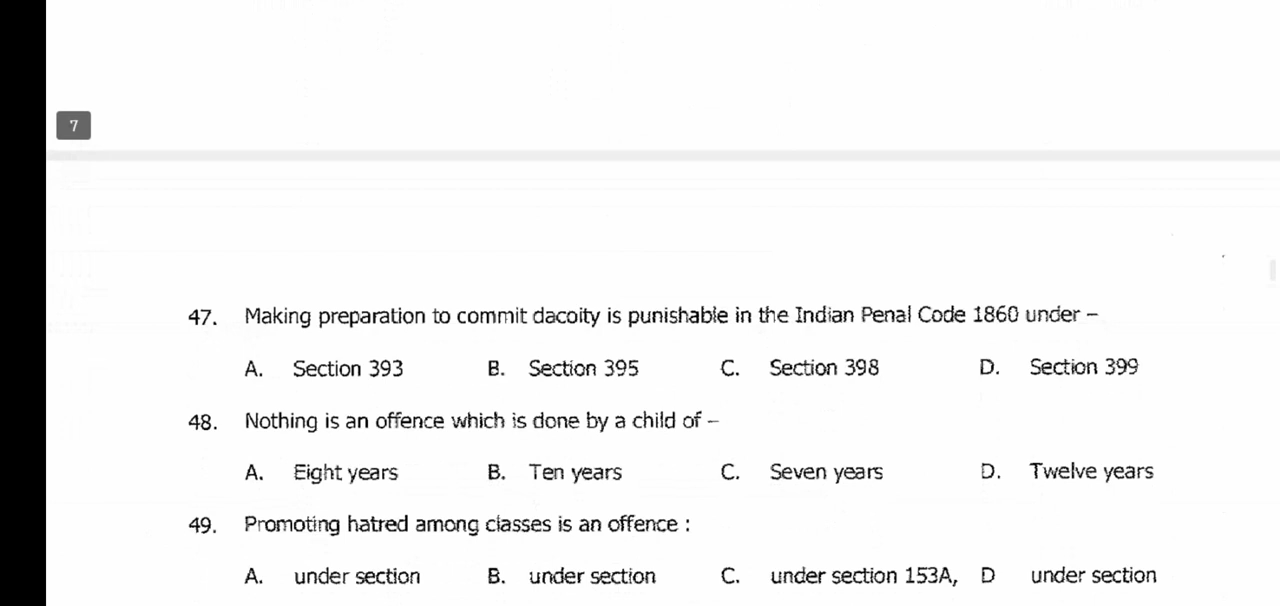 7
47. Making preparation to commit dacoity is punishable in the Indian Penal Code 1860 under –
A. Section 393 B. Section 395 C. Section 398 D. Section 399
48. Nothing is an offence which is done by a child of –
A. Eight years B. Ten years C. Seven years D. Twelve years
49. Promoting hatred among classes is an offence :
A. under section B. under section C. under section 153A, D under section